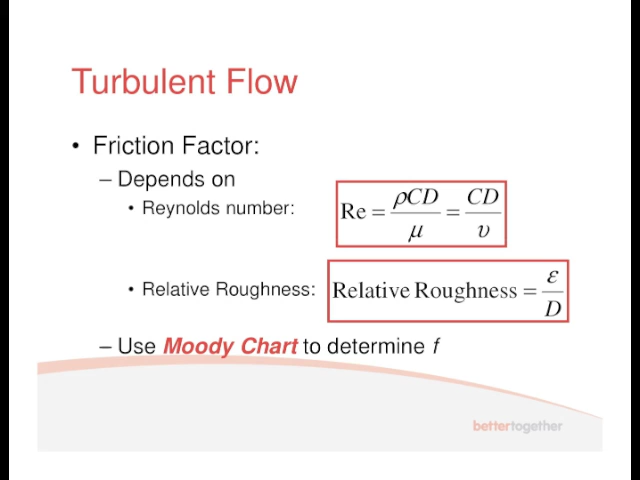 Turbulent Flow
• Friction Factor:
– Depends on
• Reynolds number: Re = ρCD/μ = CD/υ
• Relative Roughness: Relative Roughness = ε/D
– Use Moody Chart to determine f
bettertogether